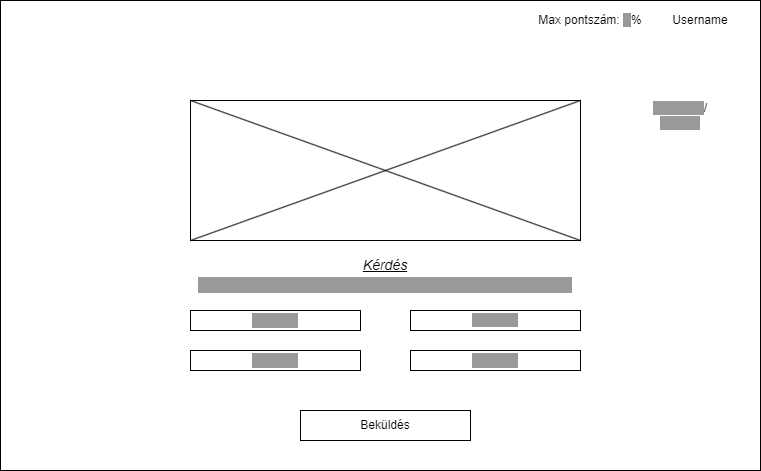 Max pontszám: %
Username
/
Kérdés
Beküldés